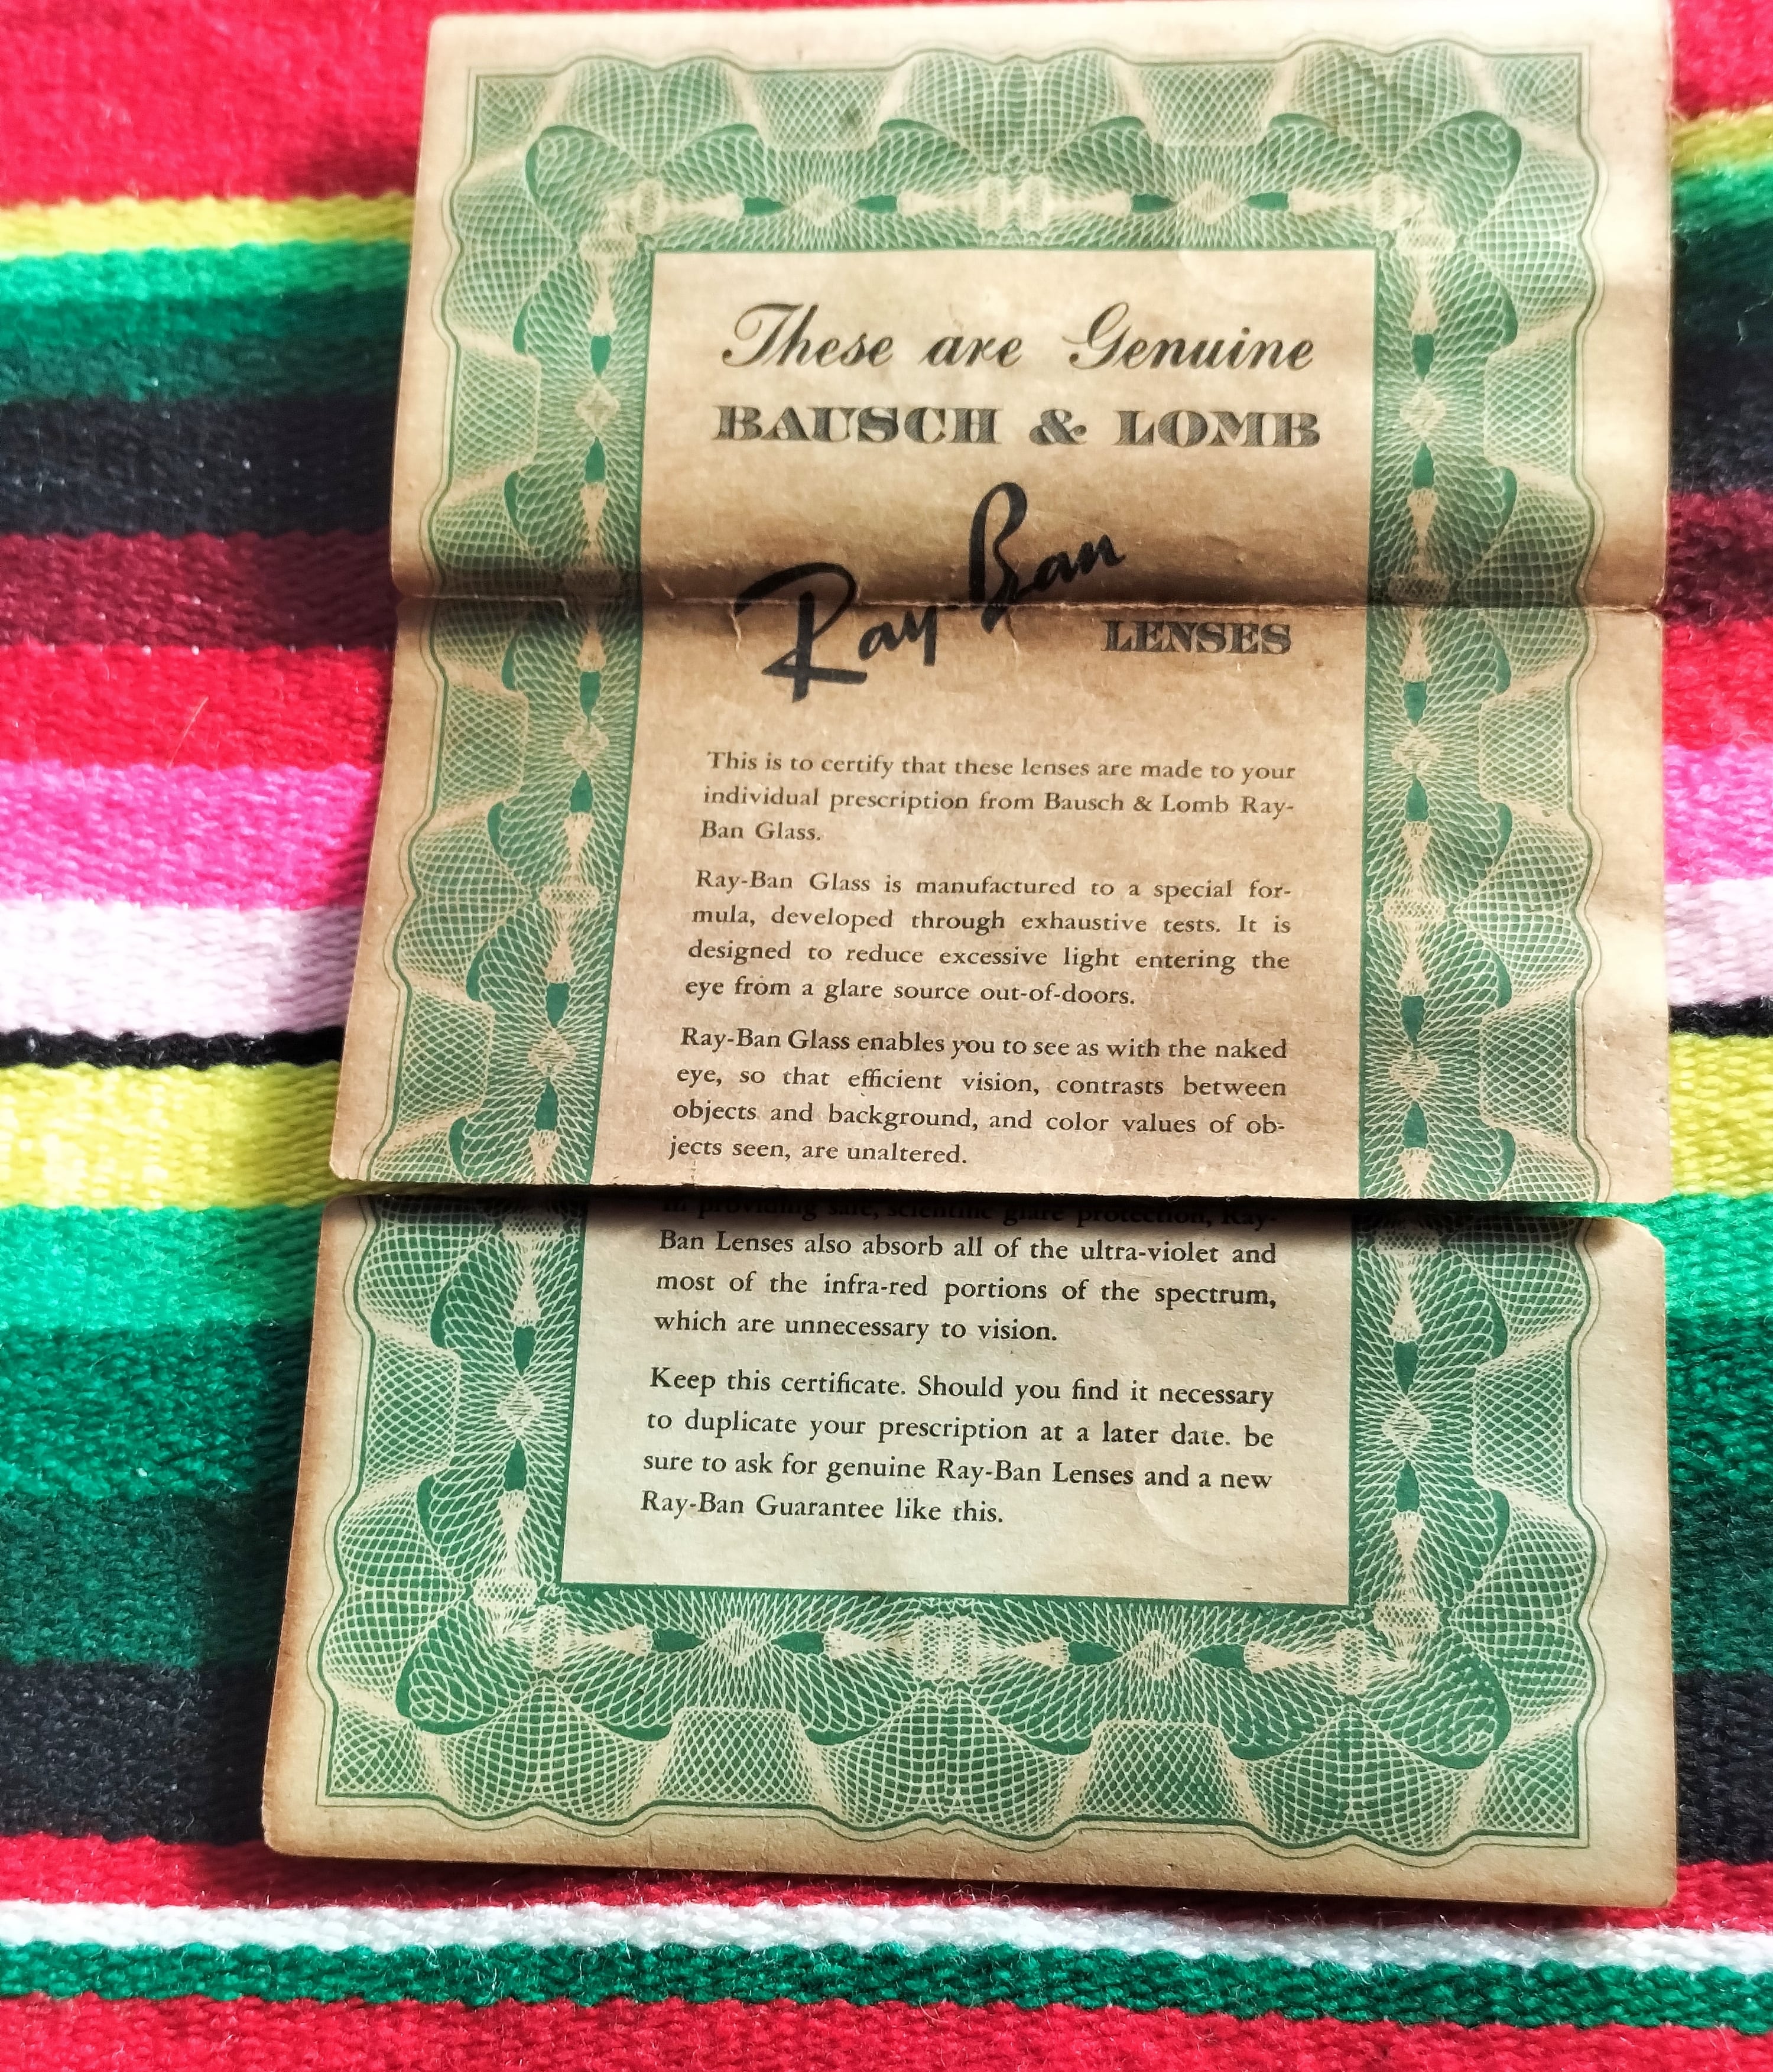 These are Genuine
BAUSCH & LOMB
Ray-Ban
LENSES
This is to certify that these lenses are made to your
individual prescription from Bausch & Lomb Ray-
Ban Glass.
Ray-Ban Glass is manufactured to a special for-
mula, developed through exhaustive tests. It is
designed to reduce excessive light entering the
eye from a glare source out-of-doors.
Ray-Ban Glass enables you to see as with the naked
eye, so that efficient vision, contrasts between
objects and background, and color values of ob-
jects seen, are unaltered.
In providing safe, scientific glare protection, Ray-
Ban Lenses also absorb all of the ultra-violet and
most of the infra-red portions of the spectrum,
which are unnecessary to vision.
Keep this certificate. Should you find it necessary
to duplicate your prescription at a later date. be
sure to ask for genuine Ray-Ban Lenses and a new
Ray-Ban Guarantee like this.